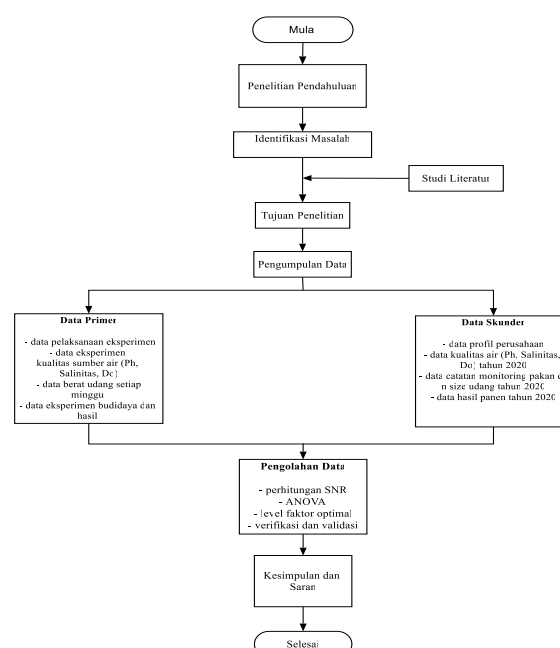 Mula
Penelitian Pendahuluan
Identifikasi Masalah
Studi Literatur
Tujuan Penelitian
Pengumpulan Data
Data Primer
- data pelaksanaan eksperimen
- data eksperimen
kualitas sumber air (Ph,
Salinitas, Do)
- data berat udang setiap
minggu
- data eksperimen budidaya dan
hasil
Data Skunder
- data profil perusahaan
- data kualitas air (Ph, Salinitas,
Do) tahun 2020
- data catatan monitoring pakan d
n size udang tahun 2020
- data hasil panen tahun 2020
Pengolahan Data
- perhitungan SNR
- ANOVA
- level faktor optimal
- verifikasi dan validasi
Kesimpulan dan
Saran
Selesai